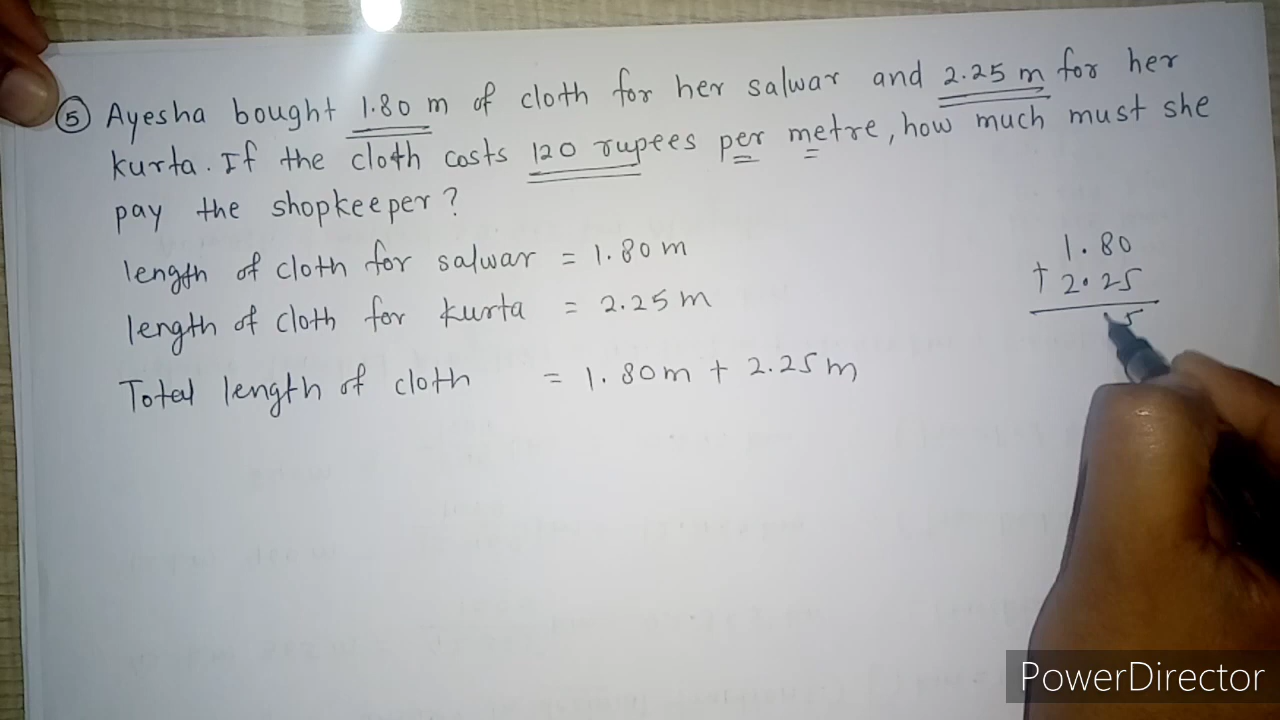 5 Ayesha bought 1.80 m of cloth for her salwar and 2.25 m for her
kurta. If the cloth costs 120 rupees per metre, how much must she
pay the shopkeeper?
length of cloth for salwar = 1.80 m
length of cloth for kurta = 2.25 m
Total length of cloth = 1.80m + 2.25 m
1.80
+ 2.25
5
PowerDirector